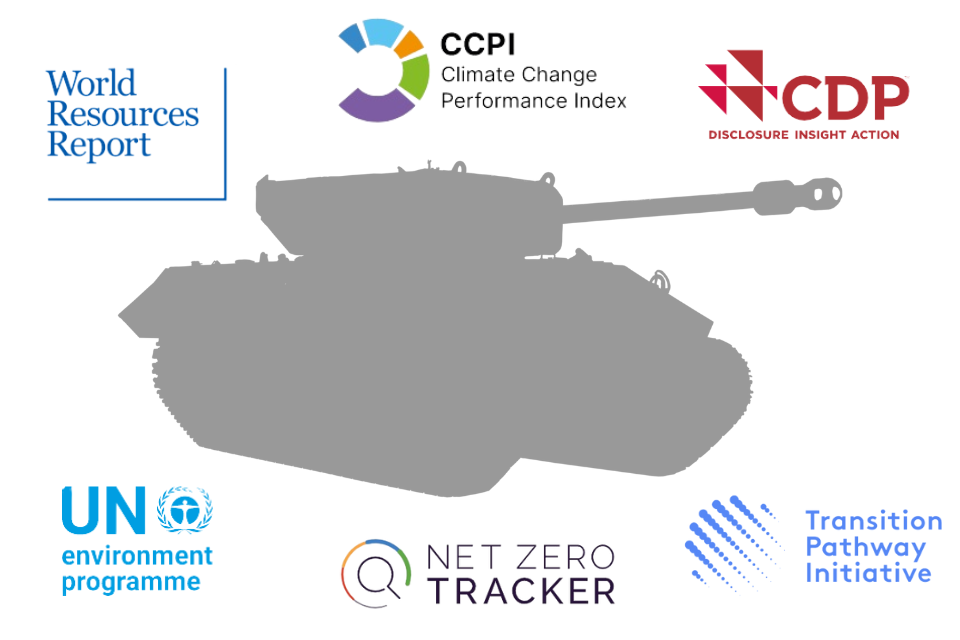 CCPI
Climate Change
Performance Index
World
Resources
Report
CDP
DISCLOSURE INSIGHT ACTION
UN
environment
programme
NET ZERO
TRACKER
Transition
Pathway
Initiative